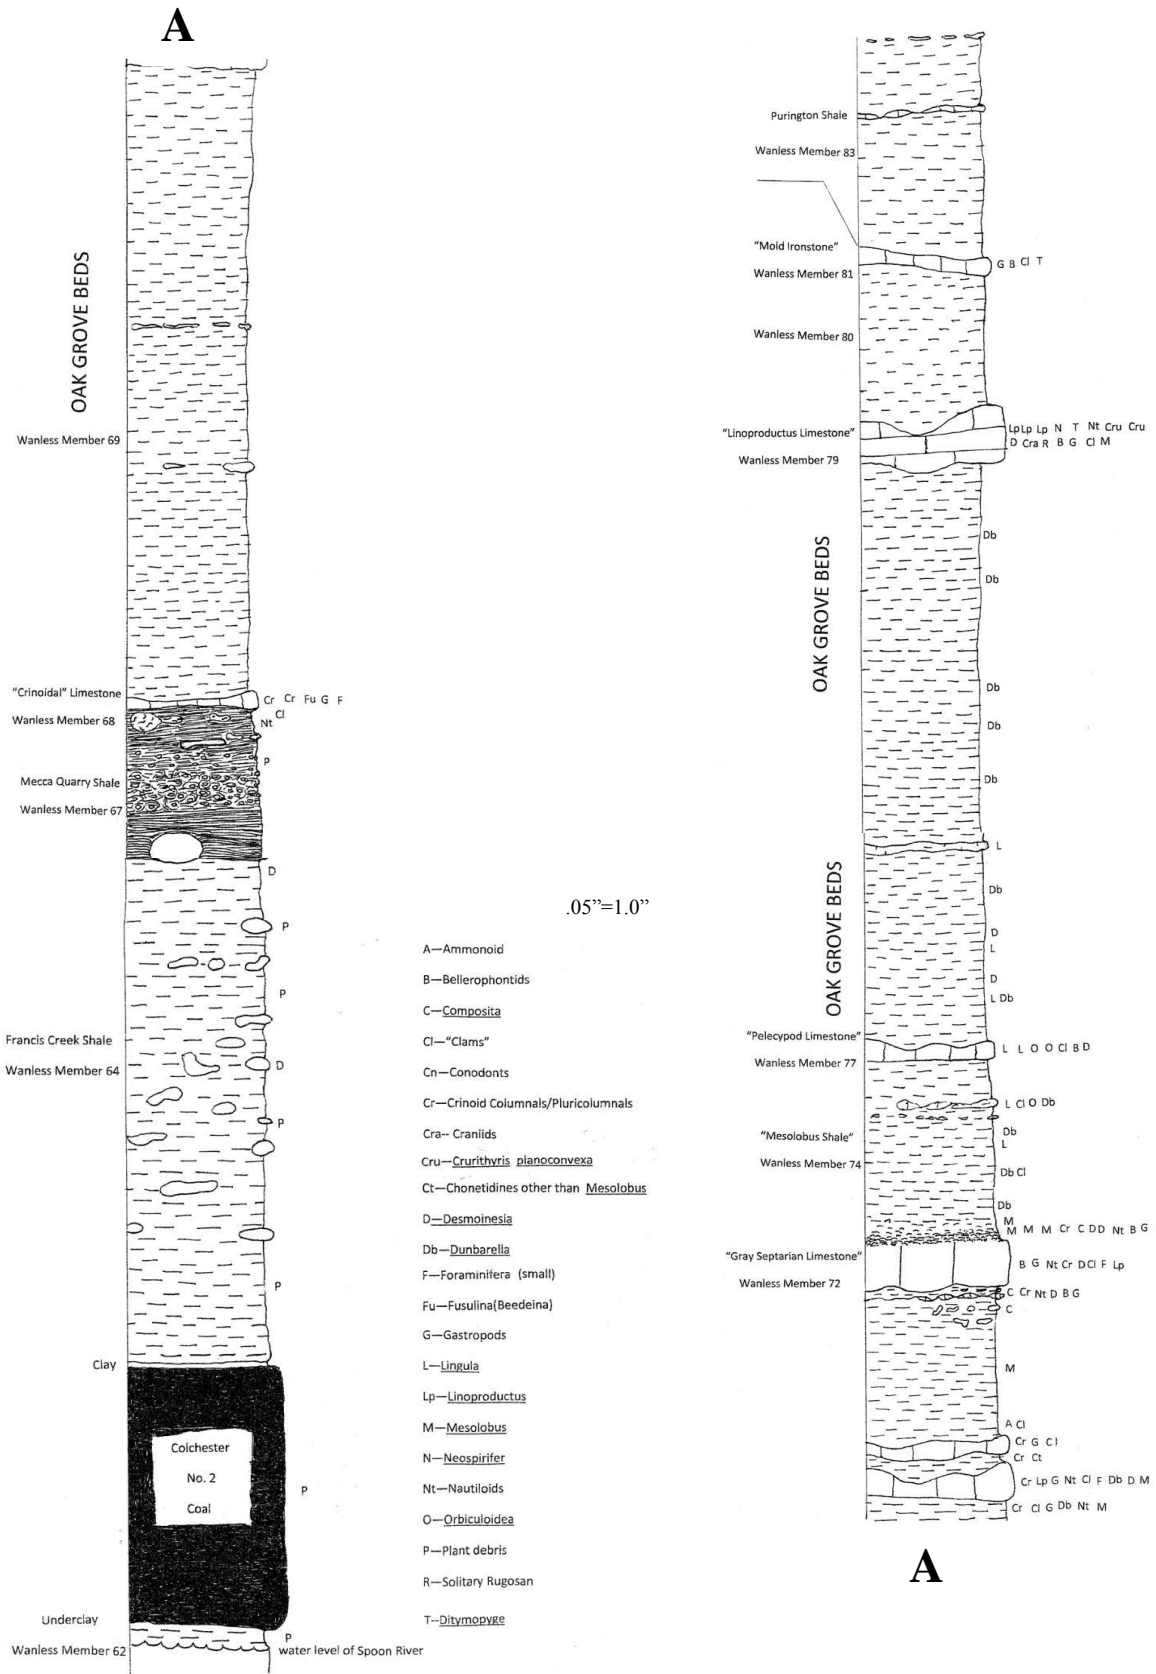 A
OAK GROVE BEDS
Wanless Member 69
"Crinoidal" Limestone
Cr Cr Fu G F
Wanless Member 68
Cl
Nt
P
Mecca Quarry Shale
Wanless Member 67
D
P
P
Francis Creek Shale
Wanless Member 64
D
P
P
Clay
Colchester
No. 2
Coal
P
Underclay
P
Wanless Member 62
water level of Spoon River
.05”=1.0”
A—Ammonoid
B—Bellerophontids
C—Composita
Cl—"Clams"
Cn—Conodonts
Cr—Crinoid Columnals/Pluricolumnals
Cra-- Craniids
Cru—Crurithyris planoconvexa
Ct—Chonetidines other than Mesolobus
D—Desmoinesia
Db—Dunbarella
F—Foraminifera (small)
Fu—Fusulina(Beedeina)
G—Gastropods
L—Lingula
Lp—Linoproductus
M—Mesolobus
N—Neospirifer
Nt—Nautiloids
O—Orbiculoidea
P—Plant debris
R—Solitary Rugosan
T--Ditymopyge
Purington Shale
Wanless Member 83
"Mold Ironstone"
G B Cl T
Wanless Member 81
Wanless Member 80
"Linoproductus Limestone"
Lp Lp Lp N T Nt Cru Cru
D Cra R B G Cl M
Wanless Member 79
OAK GROVE BEDS
Db
Db
Db
Db
Db
L
OAK GROVE BEDS
Db
D
L
D
L Db
"Pelecypod Limestone"
L L O O Cl B D
Wanless Member 77
L Cl O Db
"Mesolobus Shale"
Db
L
Wanless Member 74
Db Cl
Db
M
M M M Cr C D D Nt B G
"Gray Septarian Limestone"
B G Nt Cr D Cl F Lp
Wanless Member 72
C Cr Nt D B G
C
M
A Cl
Cr G Cl
Cr Ct
Cr Lp G Nt Cl F Db D M
Cr Cl G Db Nt M
A